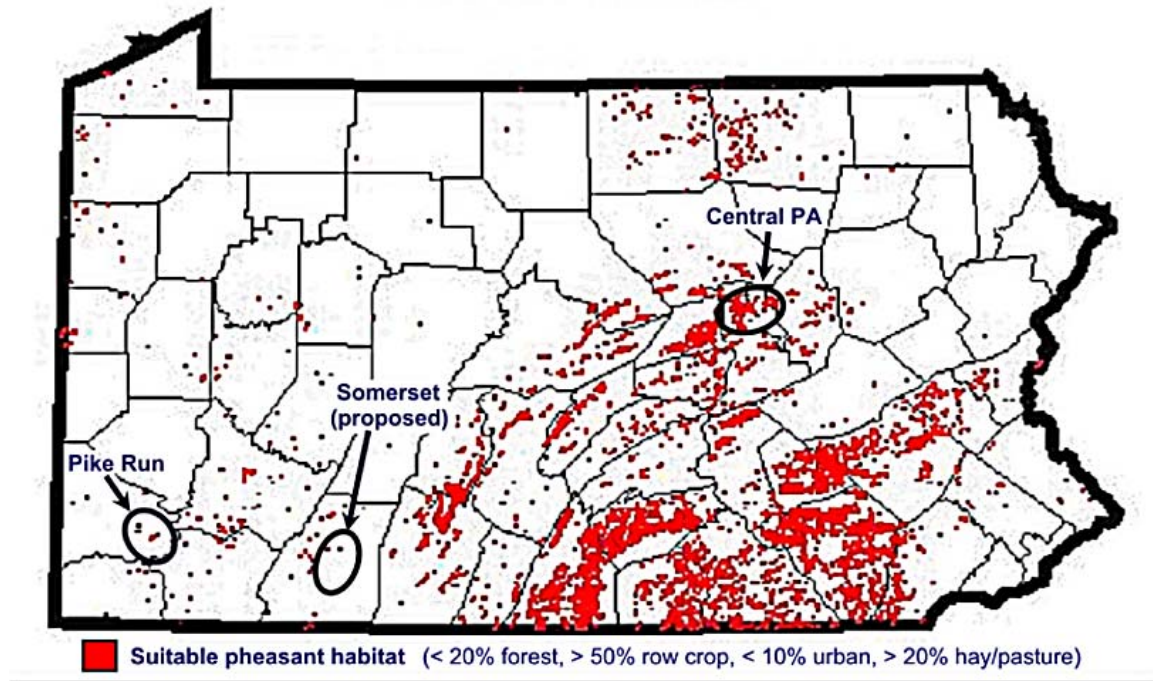 Central PA
Somerset
(proposed)
Pike Run
Suitable pheasant habitat (< 20% forest, > 50% row crop, < 10% urban, > 20% hay/pasture)